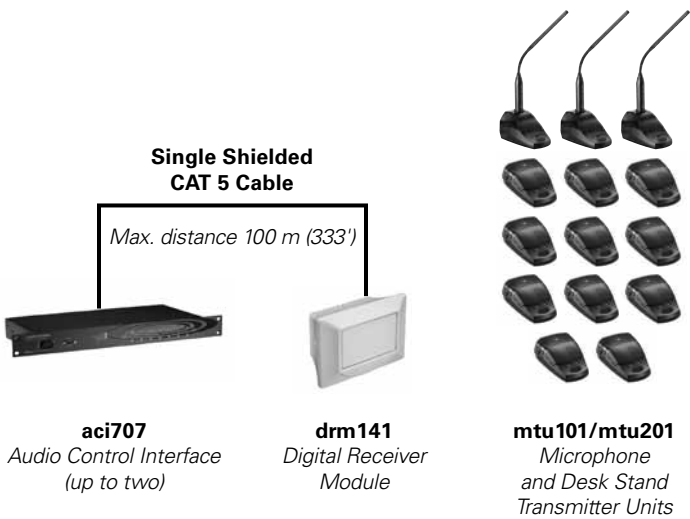 Single Shielded
CAT 5 Cable
Max. distance 100 m (333')
aci707
Audio Control Interface
(up to two)
drm141
Digital Receiver
Module
mtu101/mtu201
Microphone
and Desk Stand
Transmitter Units